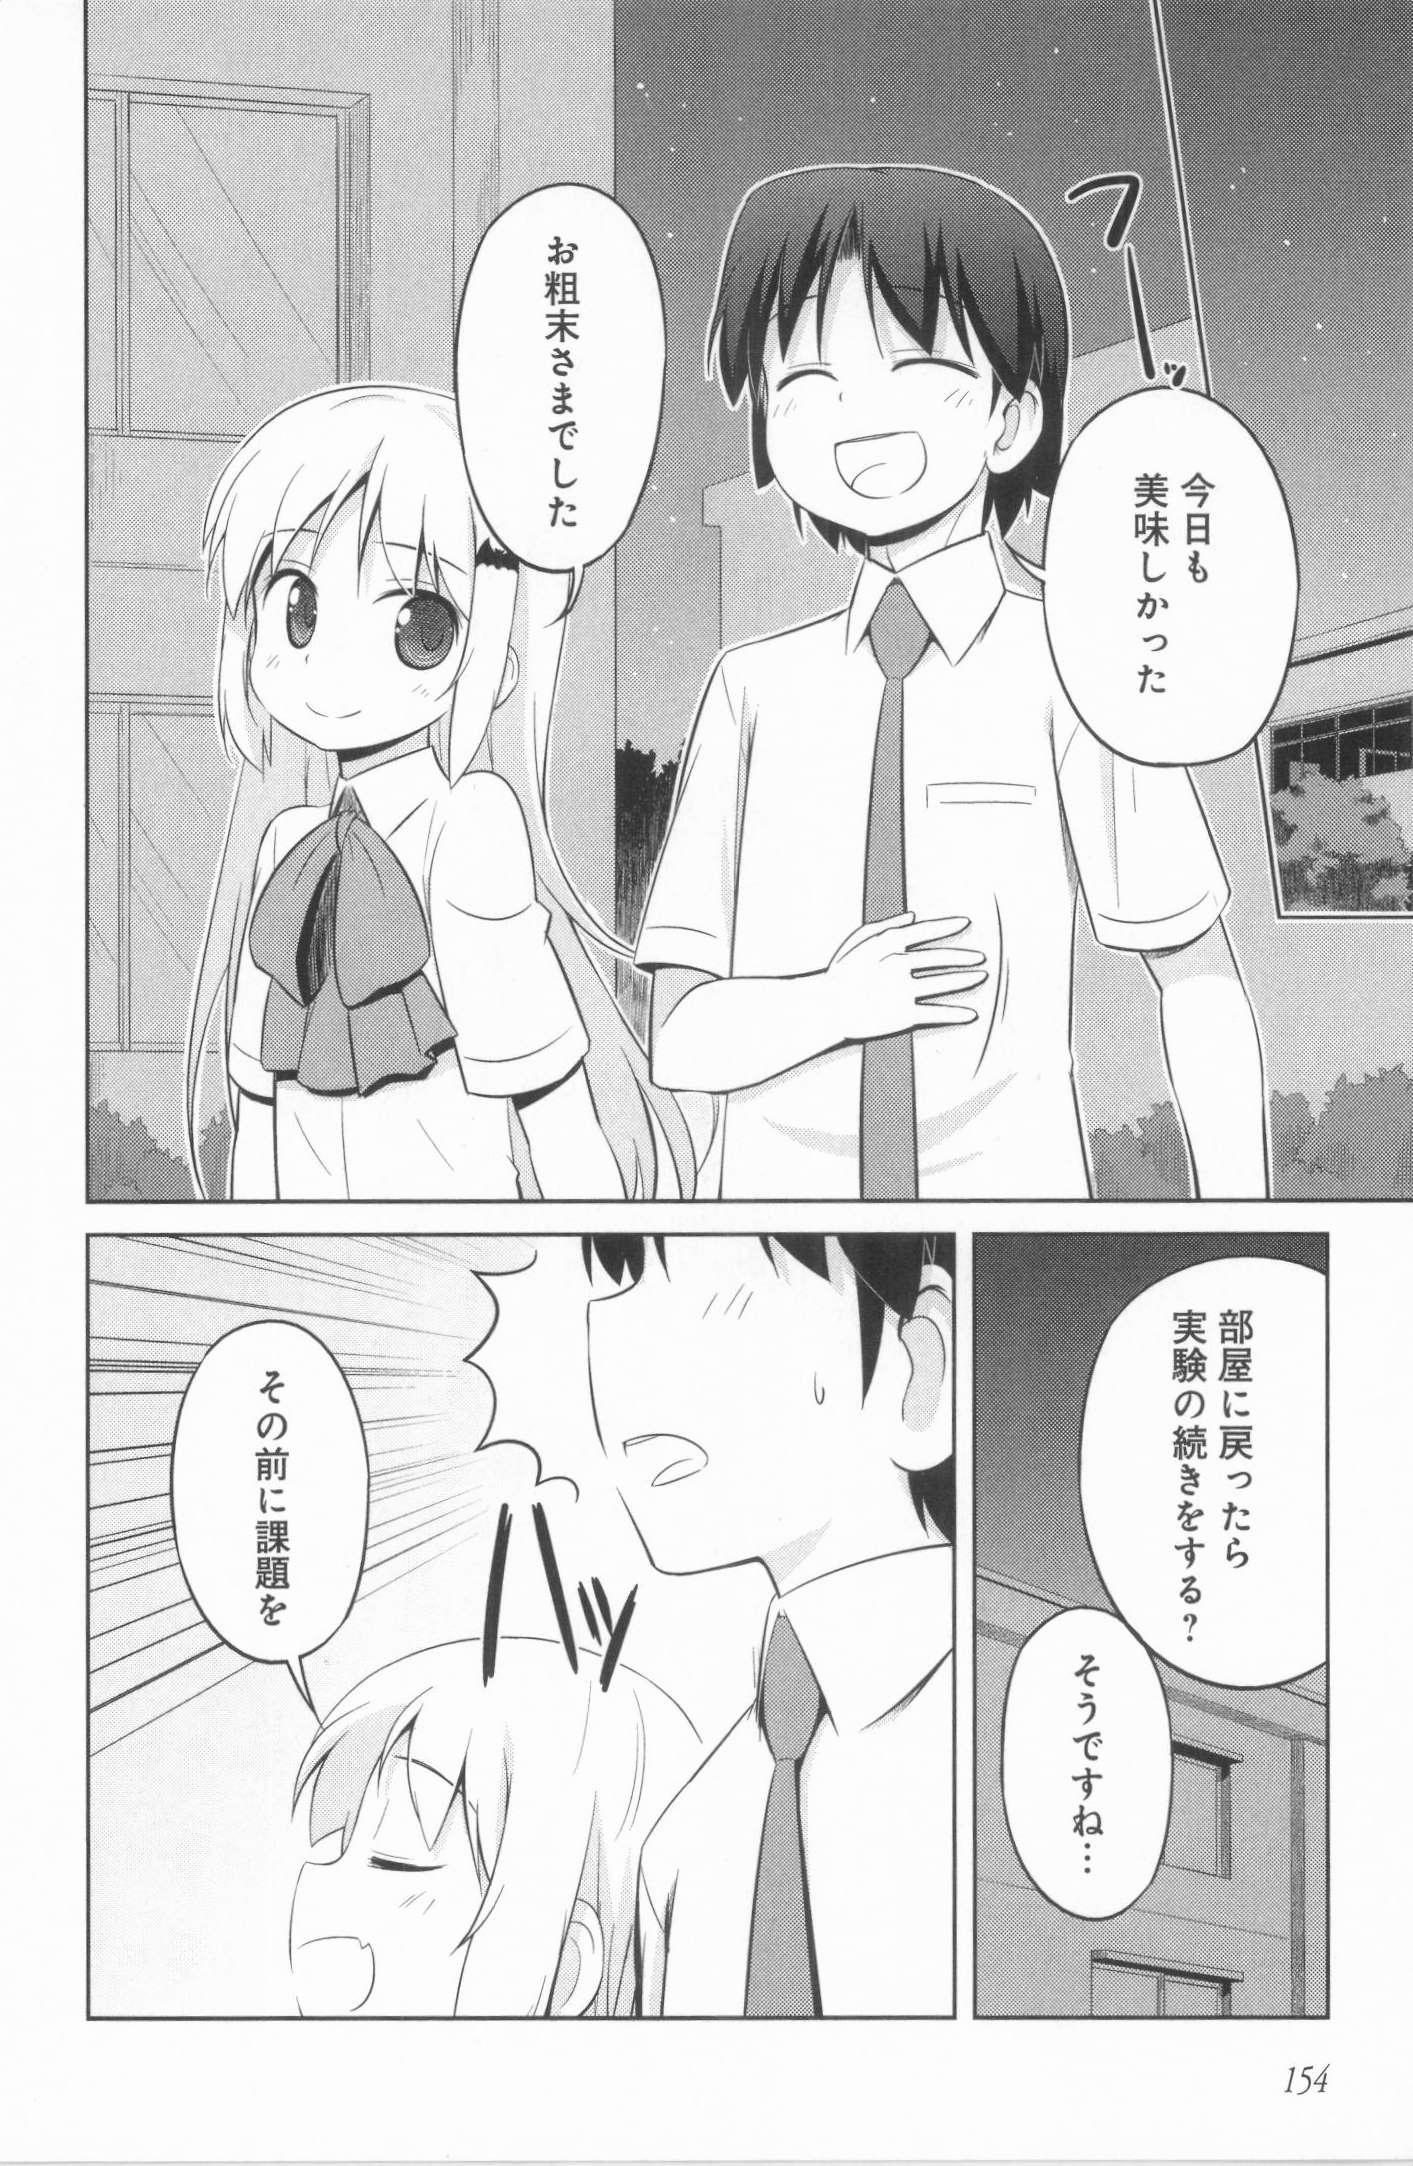 フーッ
今日も
美味しかった
お粗末さまでした
部屋に戻ったら
実験の続きをする?
そうですね…
その前に課題を
154